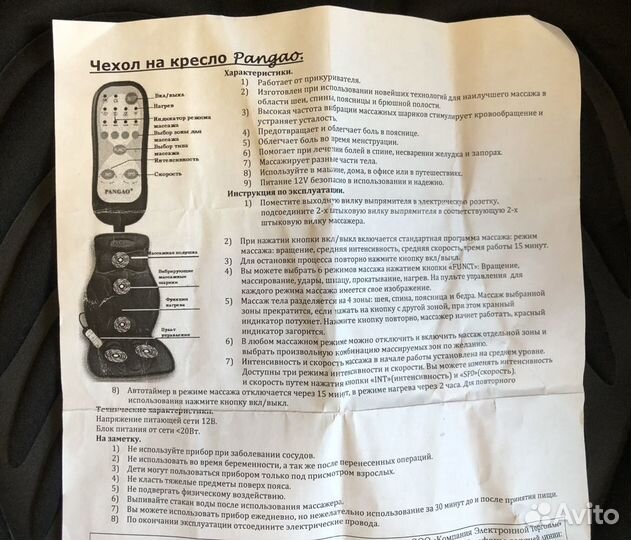 Чехол на кресло Pangao.
Характеристики.
1) Работает от прикуривателя.
2) Изготовлен при использовании новейших технологий для наилучшего массажа в
области шеи, спины, поясницы и брюшной полости.
3) Высокая частота вибрации массажных шариков стимулирует кровообращение и
устраняет усталость.
4) Предотвращает и облегчает боль в пояснице.
5) Облегчает боль во время менструации.
6) Помогает при лечении болей в спине, несварении желудка и запорах.
7) Массажирует разные части тела.
8) Используйте в машине, дома, в офисе или в путешествиях.
9) Питание 12V безопасно в использовании и надежно.
Вкл/выкл.
Нагрев
Индикатор режима
массажа
Выбор зоны для
массажа
Выбор типа
массажа
Интенсивность
Скорость
PANGAO
Инструкция по эксплуатации.
1) Поместите выходную вилку выпрямителя в электрическую розетку,
подсоедините 2-х штыковую вилку выпрямителя в соответствующую 2-х
штыковую вилку массажера.
2) При нажатии кнопки вкл/выкл включается стандартная программа массажа: режим
массажа: вращение, средняя интенсивность, средняя скорость, время работы 15 минут.
3) Для остановки процесса повторно нажмите кнопку вкл/выкл.
4) Вы можете выбрать 6 режимов массажа нажатием кнопки «FUNCT»: Вращение,
массирование, удары, шиацу, проктывание, нагрев. На пульте управления для
каждого режима массажа имеется свое изображение.
5) Массаж тела разделяется на 4 зоны: шея, спина, поясница и бедра. Массаж выбранной
зоны прекратится, если нажать на кнопку с другой зоной, при этом красный
индикатор потухнет. Нажмите кнопку повторно, массажер начнет работать, красный
индикатор загорится.
6) В любом массажном режиме можно отключить и включить массаж отдельной зоны и
выбрать произвольную комбинацию массируемых зон по желанию.
7) Интенсивность и скорость массажа в начале работы установлена на среднем уровне.
Доступны три режима интенсивности и скорости. Вы можете изменять интенсивность
и скорость путем нажатия кнопки «INT»(интенсивность) и «SPD»(скорость).
Массажная подушка
Вибрирующие
массажные
шарики
Функция
нагрева
Пульт
управления
8) Автотаймер в режиме массажа отключается через 15 минут, в режиме нагрева через 2 часа. Для повторного
использования нажмите кнопку вкл/выкл.
Технические характеристики.
Напряжение питающей сети 12В.
Блок питания от сети <20Вт.
На заметку.
1) Не используйте прибор при заболевании сосудов.
2) Не использовать во время беременности, а так же после перенесенных операций.
3) Дети могут пользоваться прибором только под присмотром взрослых.
4) Не класть тяжелые предметы поверх пояса.
5) Не подвергать физическому воздействию.
6) Выпивайте стакан воды после использования массажера.
7) Вы можете использовать прибор ежедневно, но нежелательно использование за 30 минут до и после принятия пищи.
8) По окончании эксплуатации отсоедините электрические провода.
ООО «Компания Электронной Торговли»
горячей линии:
Avito